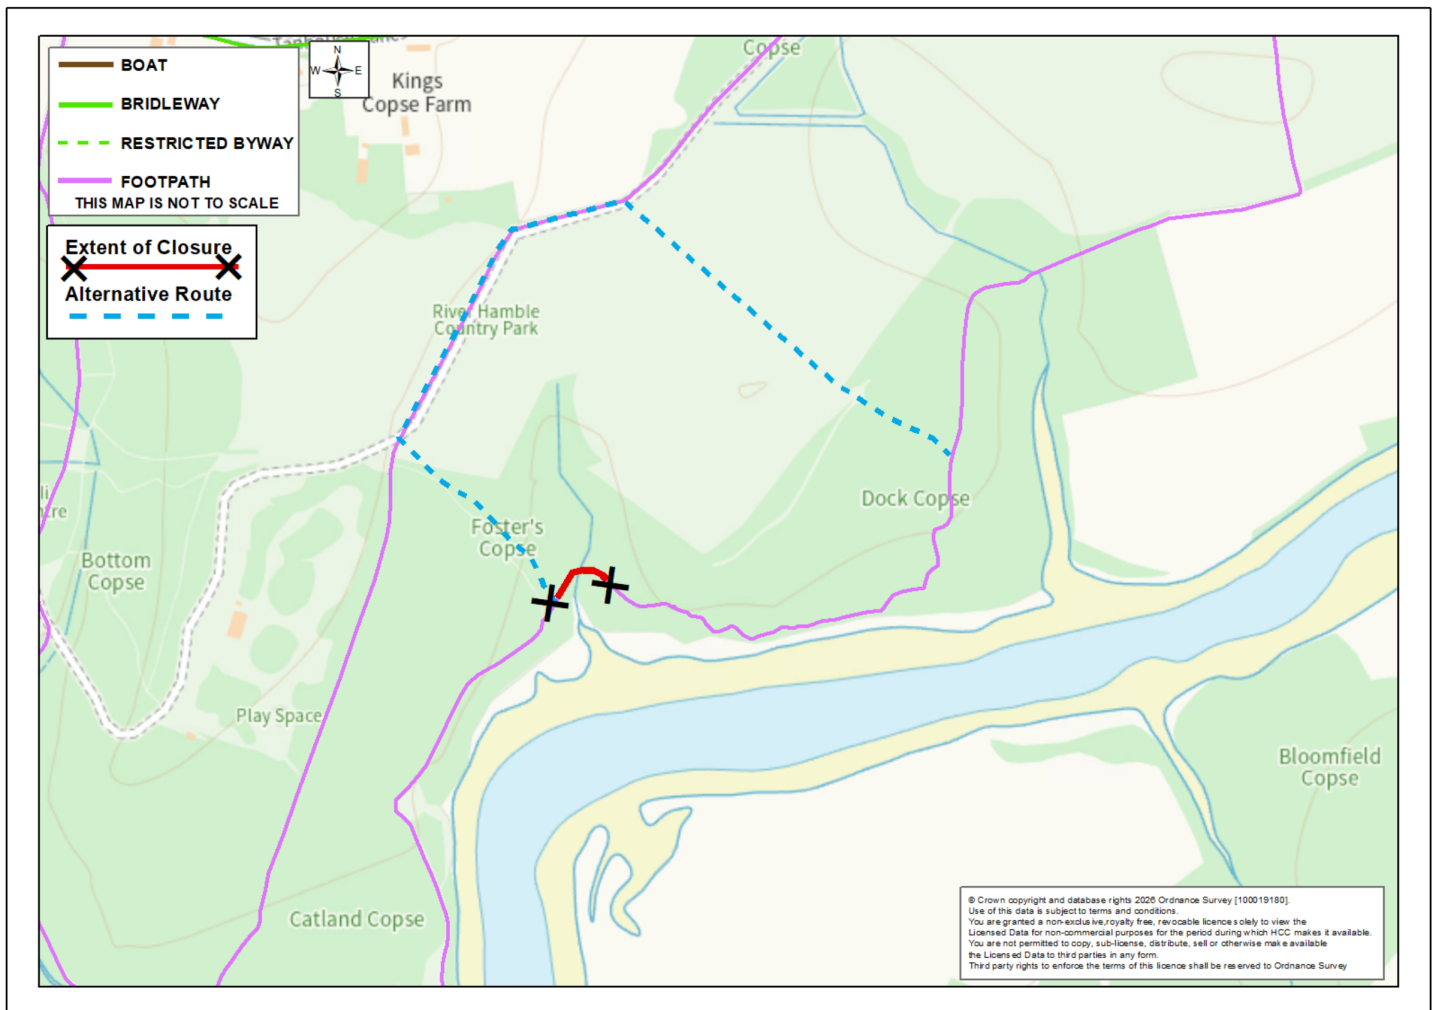 BOAT
BRIDLEWAY
RESTRICTED BYWAY
FOOTPATH
THIS MAP IS NOT TO SCALE
Extent of Closure
Alternative Route
N
W
E
S
Kings
Copse Farm
Copse
River Hamble
Country Park
Foster's
Copse
Dock Copse
Bottom
Copse
Play Space
Catland Copse
Bloomfield
Copse
© Crown copyright and database rights 2026 Ordnance Survey [100019180].
Use of this data is subject to terms and conditions.
You are granted a non-exclusive, royalty free, revocable licence solely to view the
Licensed Data for non-commercial purposes for the period during which HCC makes it available.
You are not permitted to copy, sub-license, distribute, sell or otherwise make available
the Licensed Data to third parties in any form.
Third party rights to enforce the terms of this licence shall be reserved to Ordnance Survey